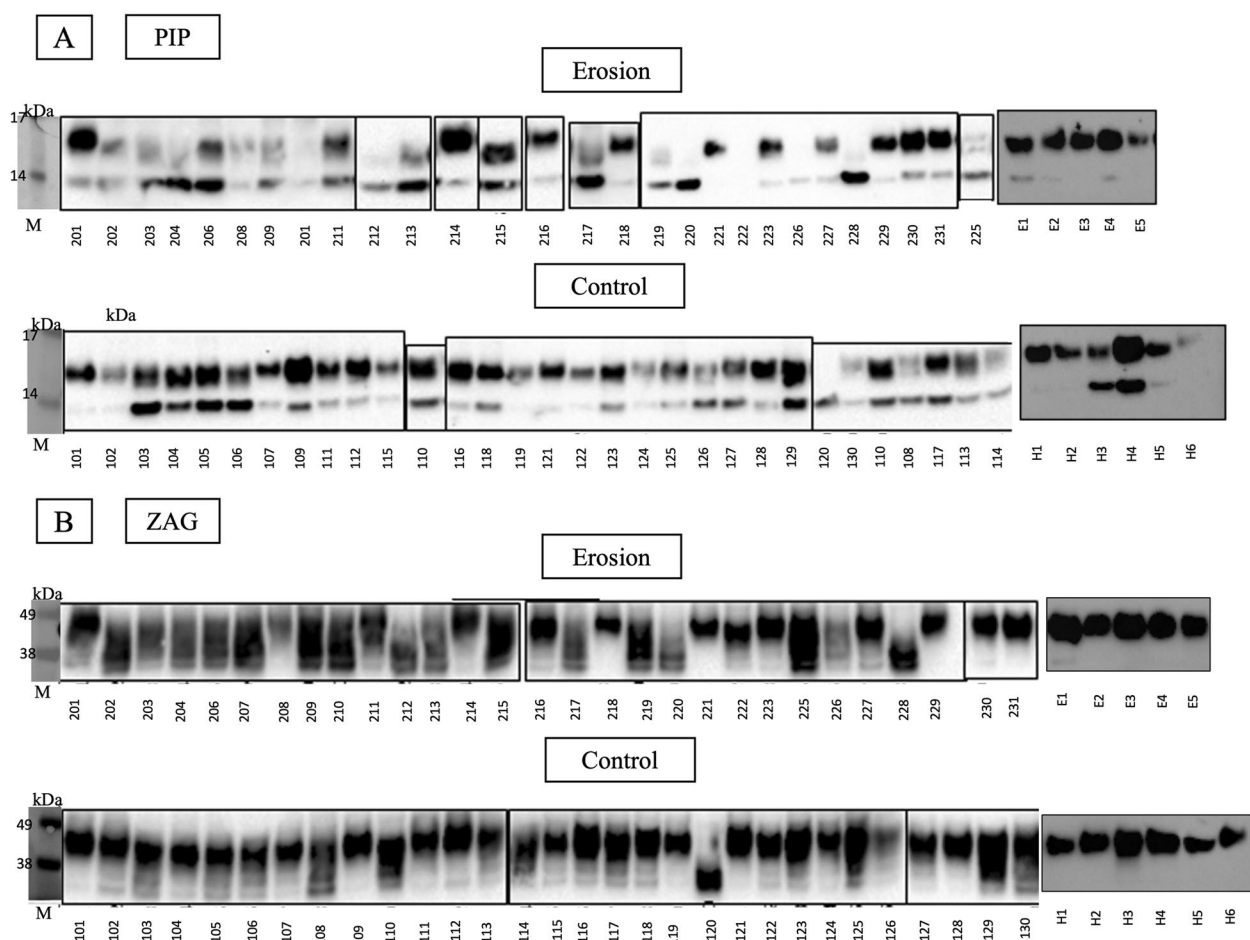 A PIP
Erosion
kDa
17
14
M 201 202 203 204 206 208 209 201 211 212 213 214 215 216 217 218 219 220 221 222 223 226 227 228 229 230 231 225 E1 E2 E3 E4 E5
Control
kDa kDa
17
14
M 101 102 103 104 105 106 107 109 111 112 115 110 116 118 119 121 122 123 124 125 126 127 128 129 120 130 110 108 117 113 114 H1 H2 H3 H4 H5 H6
B ZAG
Erosion
kDa
49
38
M 201 202 203 204 206 207 208 209 210 211 212 213 214 215 216 217 218 219 220 221 222 223 225 226 227 228 229 230 231 E1 E2 E3 E4 E5
Control
kDa
49
38
M 101 102 103 104 105 106 107 08 09 110 111 112 113 114 115 116 117 118 19 120 121 122 123 124 125 126 127 128 129 130 H1 H2 H3 H4 H5 H6